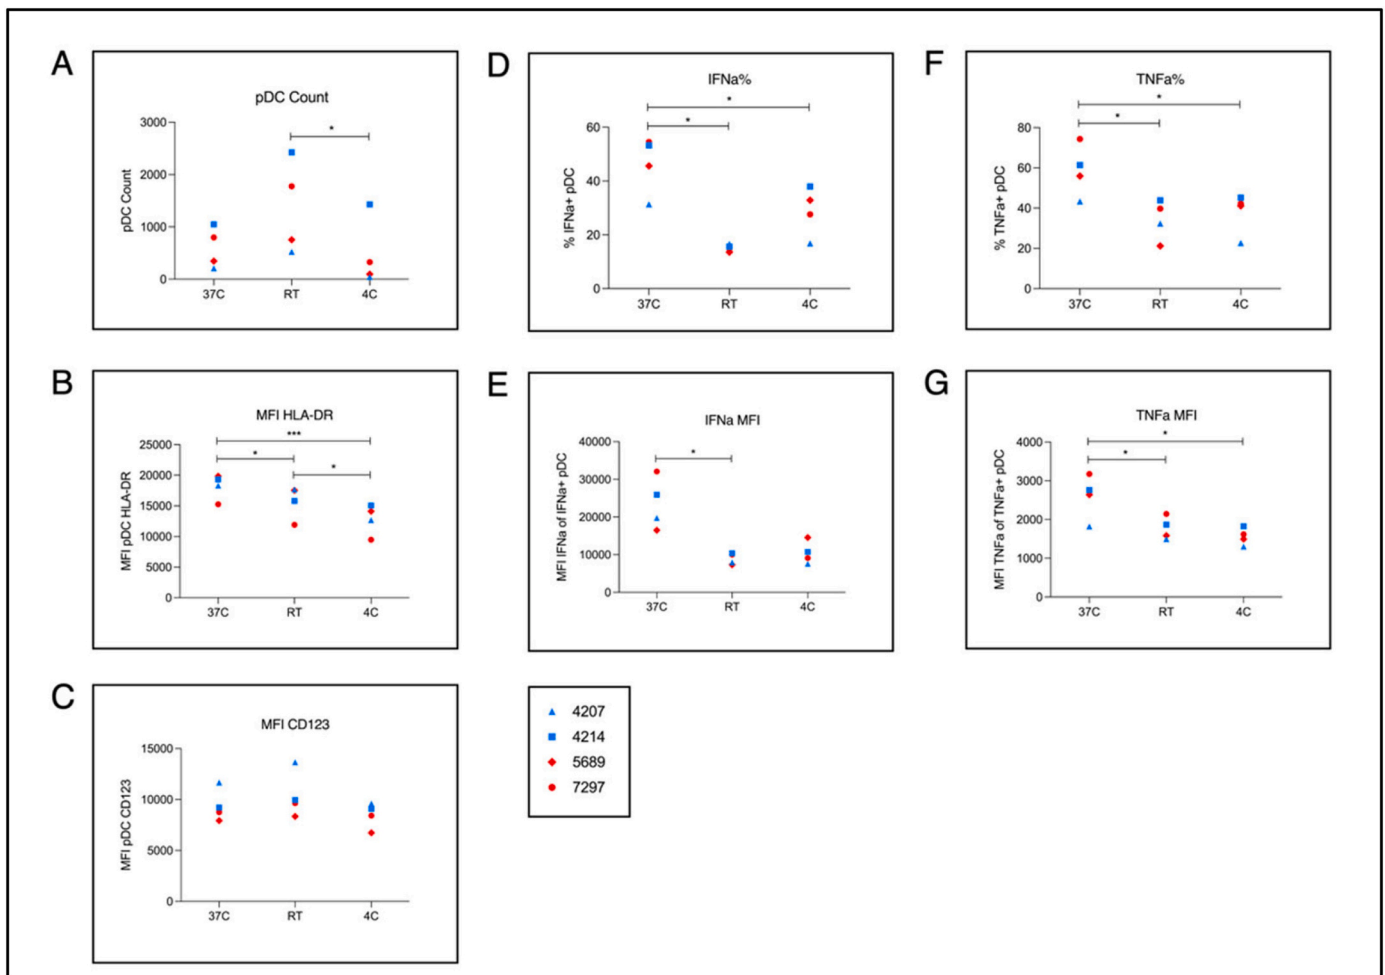 A
pDC Count
pDC Count
3000
2000
1000
0
*
37C RT 4C
B
MFI HLA-DR
MFI pDC HLA-DR
25000
20000
15000
10000
5000
0
***
*
*
37C RT 4C
C
MFI CD123
MFI pDC CD123
15000
10000
5000
0
37C RT 4C
D
IFNa%
% IFNa+ pDC
60
40
20
0
*
*
37C RT 4C
E
IFNa MFI
MFI IFNa of IFNa+ pDC
40000
30000
20000
10000
0
*
37C RT 4C
4207
4214
5689
7297
F
TNFa%
% TNFa+ pDC
80
60
40
20
0
*
*
37C RT 4C
G
TNFa MFI
MFI TNFa of TNFa+ pDC
4000
3000
2000
1000
0
*
*
37C RT 4C